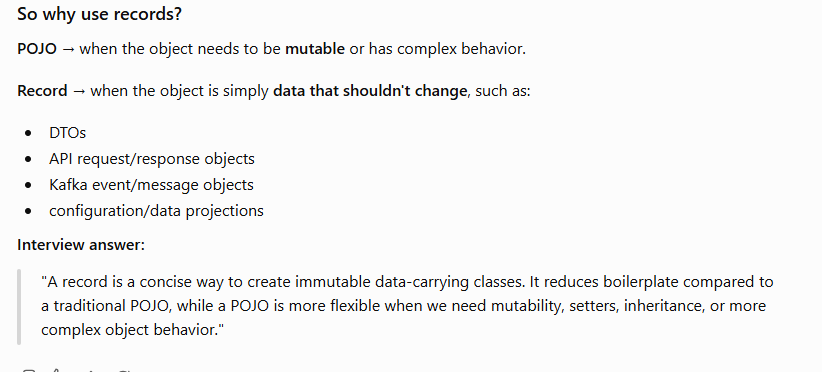 So why use records?
POJO → when the object needs to be mutable or has complex behavior.
Record → when the object is simply data that shouldn't change, such as:
• DTOs
• API request/response objects
• Kafka event/message objects
• configuration/data projections
Interview answer:
"A record is a concise way to create immutable data-carrying classes. It reduces boilerplate compared to
a traditional POJO, while a POJO is more flexible when we need mutability, setters, inheritance, or more
complex object behavior."